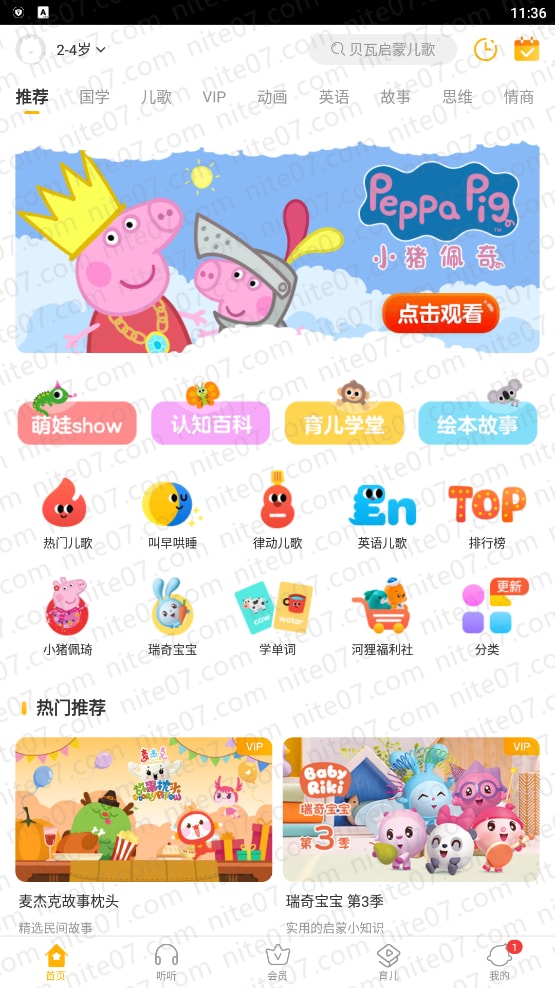 A
11:36
2-4岁
贝瓦启蒙儿歌
推荐 国学 儿歌 VIP 动画 英语 故事 思维 情商
Peppa Pig
TM
小猪佩奇
点击观看
萌娃show 认知百科 育儿学堂 绘本故事
En TOP
热门儿歌 叫早哄睡 律动儿歌 英语儿歌 排行榜
更新
cow water
小猪佩琦 瑞奇宝宝 学单词 河狸福利社 分类
热门推荐
VIP
麦杰克
故事枕头
VIP
Baby Riki
瑞奇宝宝
第3季
麦杰克故事枕头 瑞奇宝宝 第3季
精选民间故事 实用的启蒙小知识
1
首页 听听 会员 育儿 我的
nite07.com